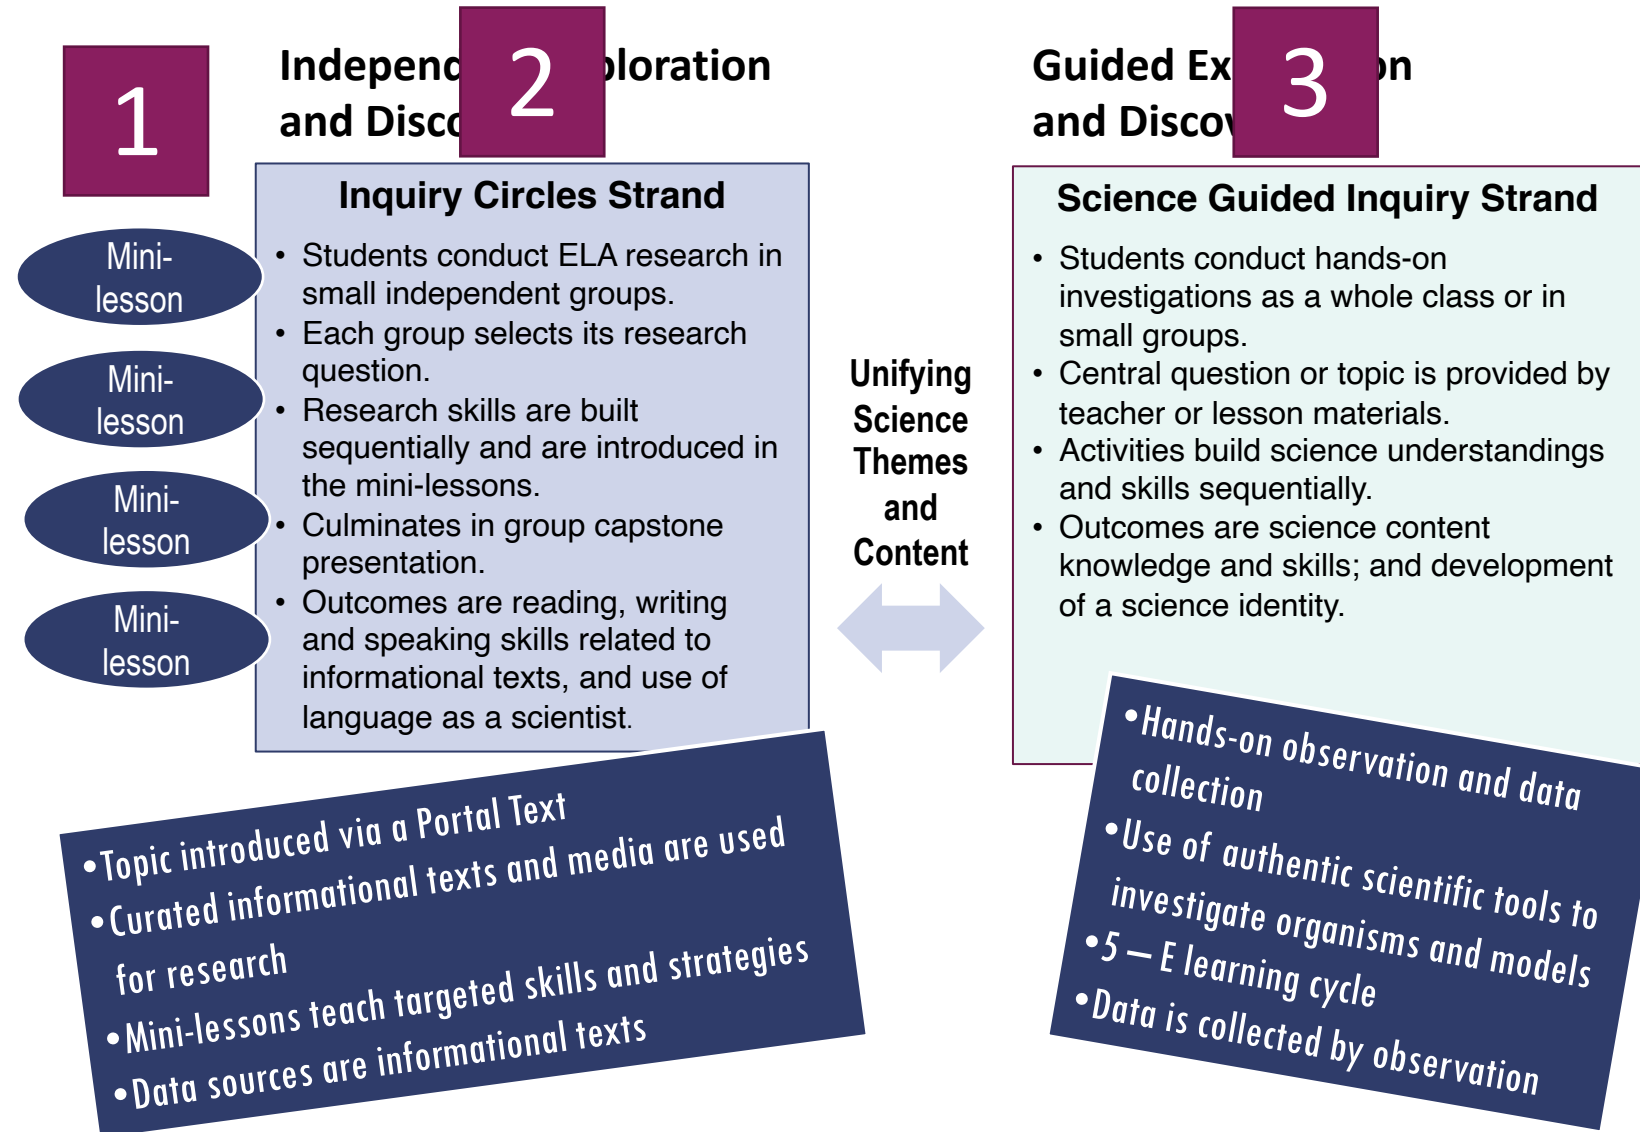 1
Mini-
lesson
Mini-
lesson
Mini-
lesson
Mini-
lesson
2
ploration
and
Inquiry Circles Strand
• Students conduct ELA research in
small independent groups.
• Each group selects its research
question.
• Research skills are built
sequentially and are introduced in
the mini-lessons.
• Culminates in group capstone
presentation.
• Outcomes are reading, writing
and speaking skills related to
informational texts, and use of
language as a scientist.
•Topic introduced via a Portal Text
•Curated informational texts and media are used
for research
•Mini-lessons teach targeted skills and strategies
•Data sources are informational texts
Unifying
Science
Themes
and
Content
3
Guided Ex on
and Discov
Science Guided Inquiry Strand
• Students conduct hands-on
investigations as a whole class or in
small groups.
• Central question or topic is provided by
teacher or lesson materials.
• Activities build science understandings
and skills sequentially.
• Outcomes are science content
knowledge and skills; and development
of a science identity.
•Hands-on observation and data
collection
•Use of authentic scientific tools to
investigate organisms and models
•5 – E learning cycle
•Data is collected by observation